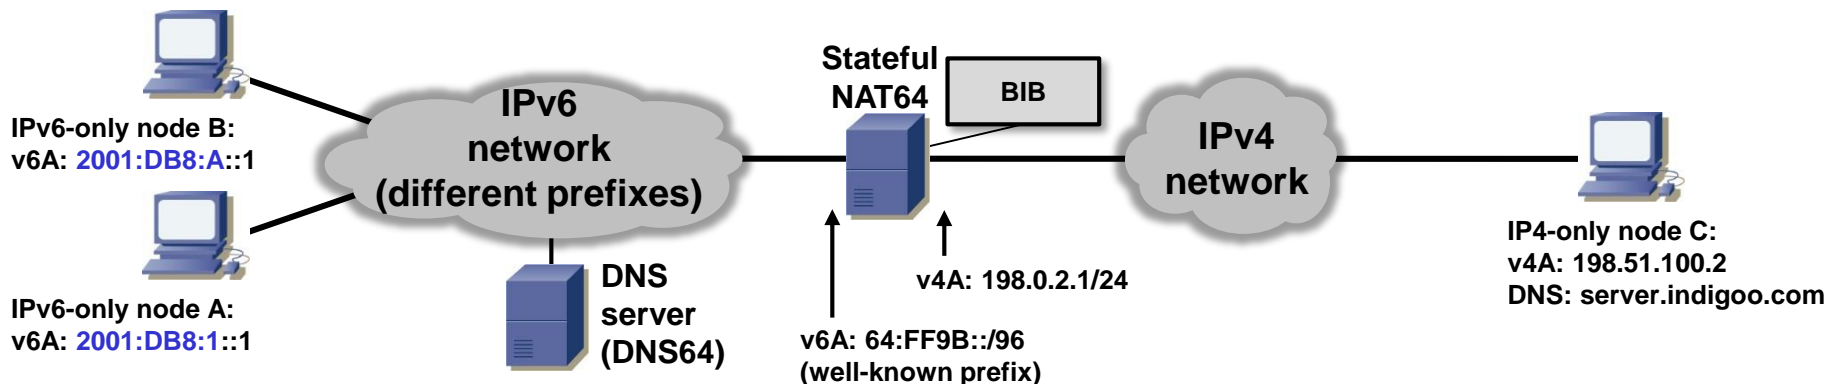 IPv6-only node B:
v6A: 2001:DB8:A::1
IPv6-only node A:
v6A: 2001:DB8:1::1
IPv6
network
(different prefixes)
DNS
server
(DNS64)
Stateful
NAT64
BIB
v6A: 64:FF9B::/96
(well-known prefix)
v4A: 198.0.2.1/24
IPv4
network
IP4-only node C:
v4A: 198.51.100.2
DNS: server.indigoo.com